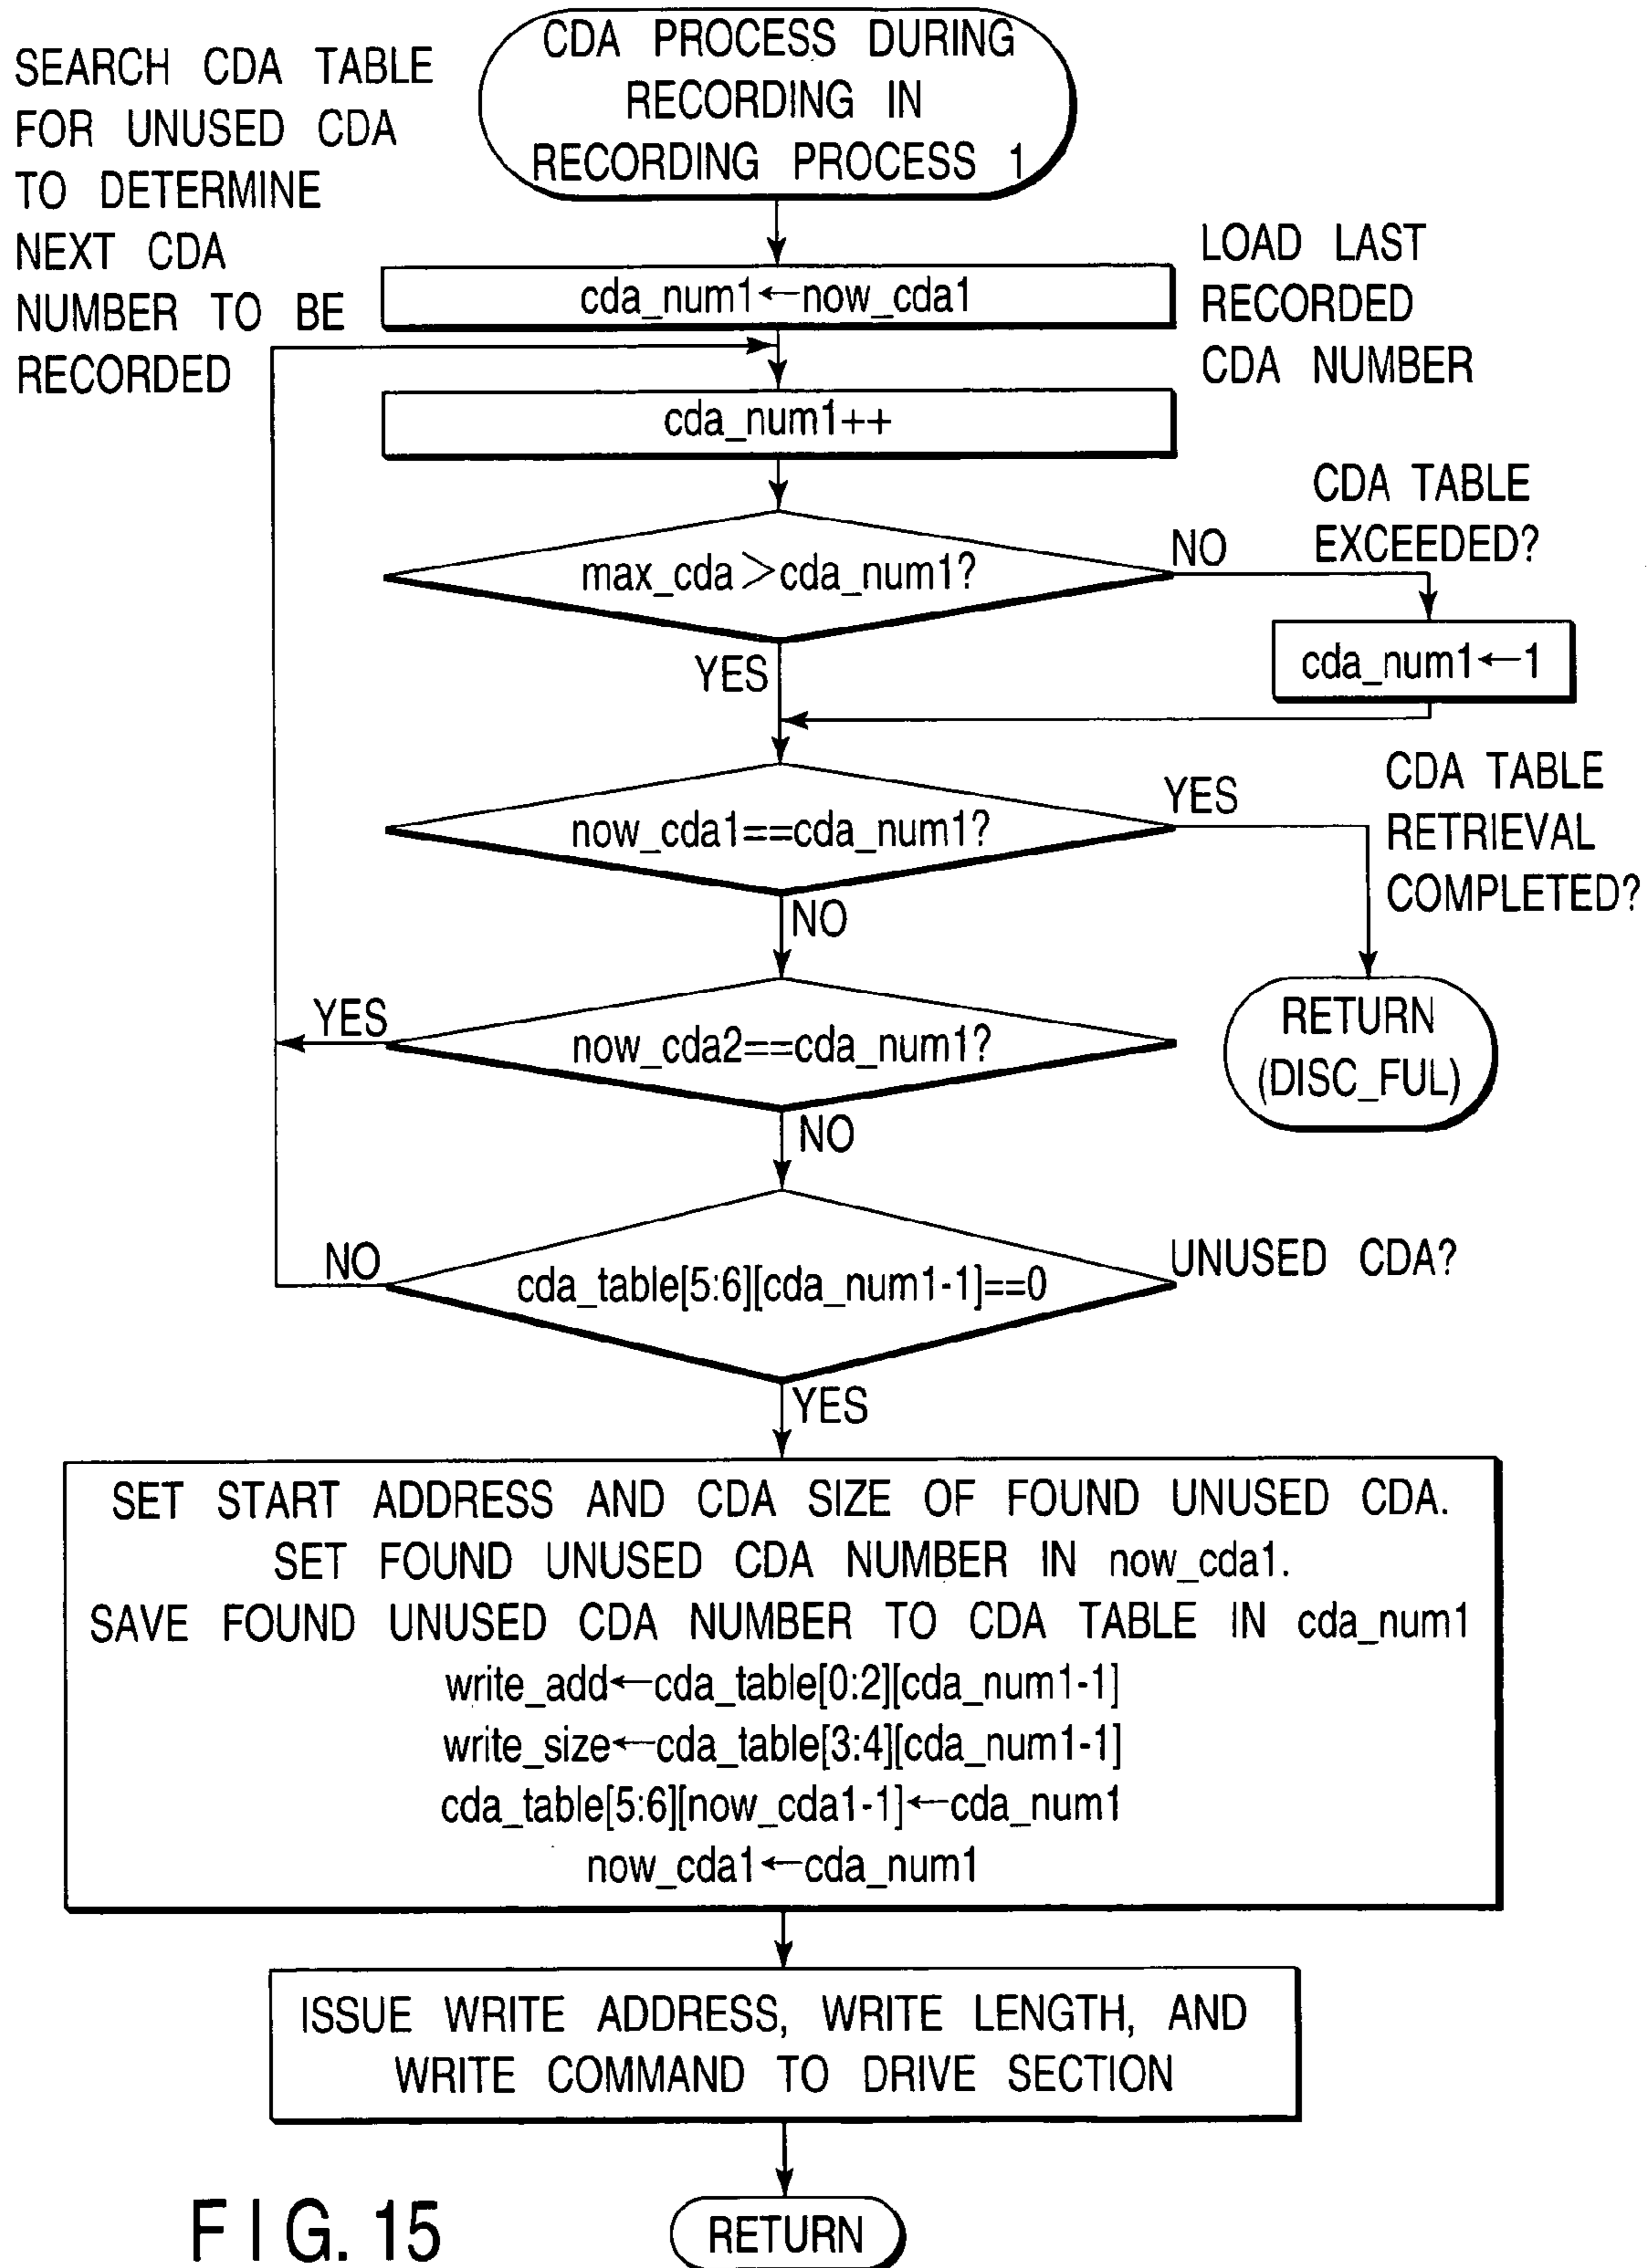 SEARCH CDA TABLE
FOR UNUSED CDA
TO DETERMINE
NEXT CDA
NUMBER TO BE
RECORDED
CDA PROCESS DURING
RECORDING IN
RECORDING PROCESS 1
cda_num1←now_cda1
LOAD LAST
RECORDED
CDA NUMBER
cda_num1++
max_cda>cda_num1?
NO
CDA TABLE
EXCEEDED?
cda_num1←1
YES
now_cda1==cda_num1?
YES
CDA TABLE
RETRIEVAL
COMPLETED?
NO
RETURN
(DISC_FUL)
YES
now_cda2==cda_num1?
NO
NO
cda_table[5:6][cda_num1-1]==0
UNUSED CDA?
YES
SET START ADDRESS AND CDA SIZE OF FOUND UNUSED CDA.
SET FOUND UNUSED CDA NUMBER IN now_cda1.
SAVE FOUND UNUSED CDA NUMBER TO CDA TABLE IN cda_num1
write_add←cda_table[0:2][cda_num1-1]
write_size←cda_table[3:4][cda_num1-1]
cda_table[5:6][now_cda1-1]←cda_num1
now_cda1←cda_num1
ISSUE WRITE ADDRESS, WRITE LENGTH, AND
WRITE COMMAND TO DRIVE SECTION
RETURN
FIG. 15